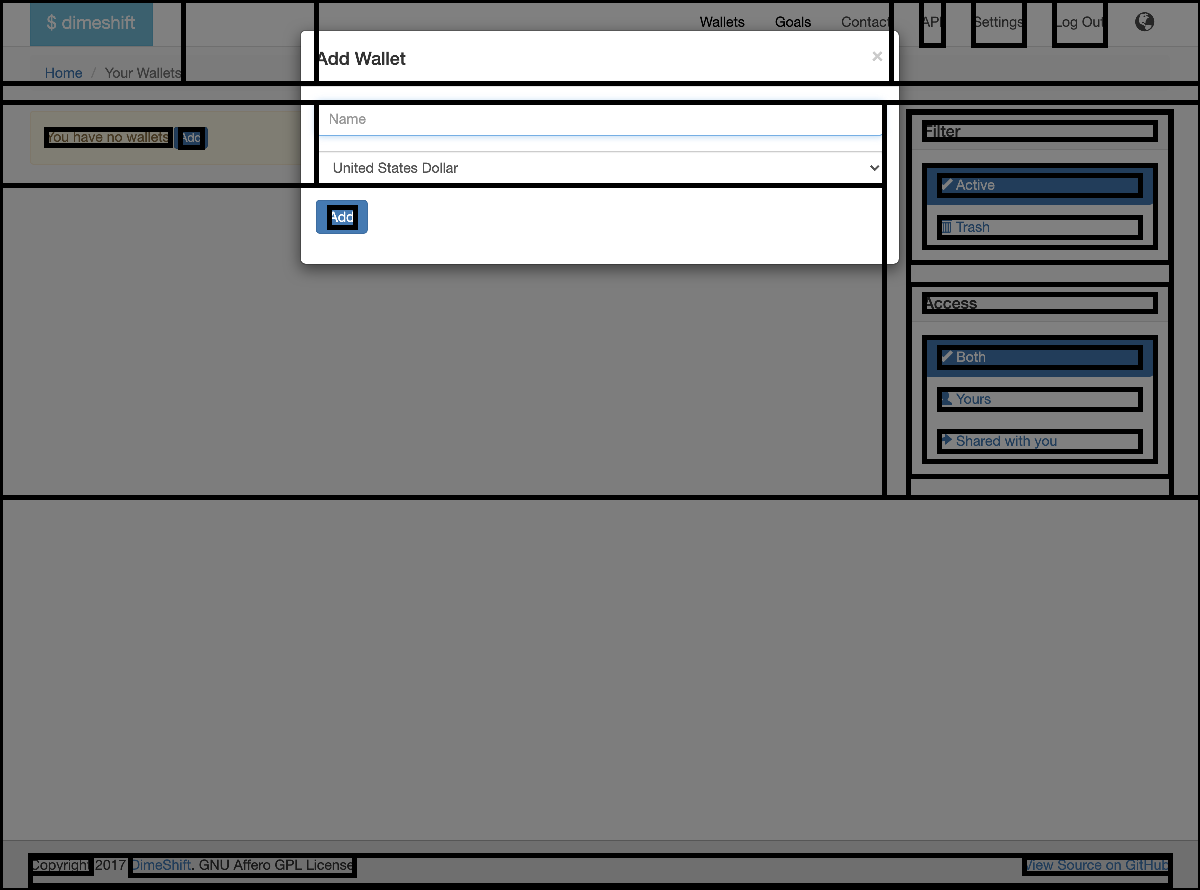 $ dimeshift
Wallets Goals Contact API Settings Log Out
Home / Your Wallets
Add Wallet ×
You have no wallets Add
Name
United States Dollar
Add
Filter
Active
Trash
Access
Both
Yours
Shared with you
Copyright 2017 DimeShift. GNU Affero GPL License
View Source on GitHub